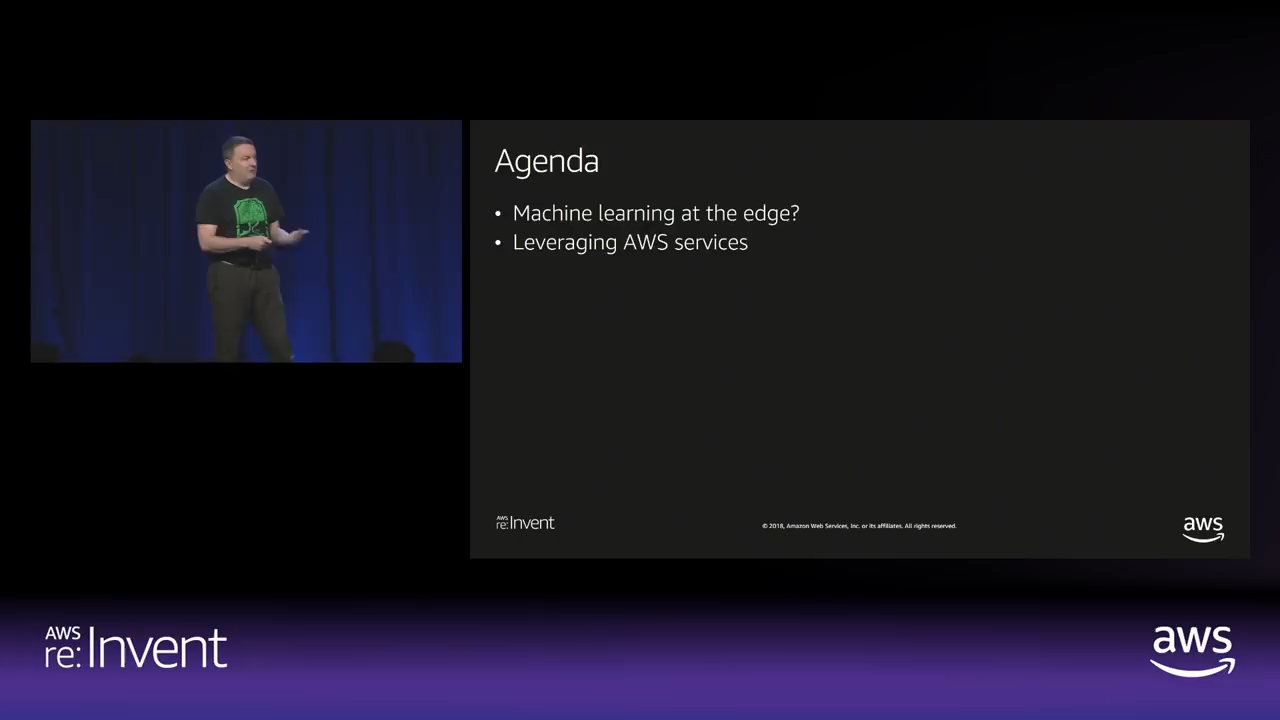 Agenda
• Machine learning at the edge?
• Leveraging AWS services
AWS
re:Invent
© 2018, Amazon Web Services, Inc. or its affiliates. All rights reserved.
aws
AWS
re:Invent
aws